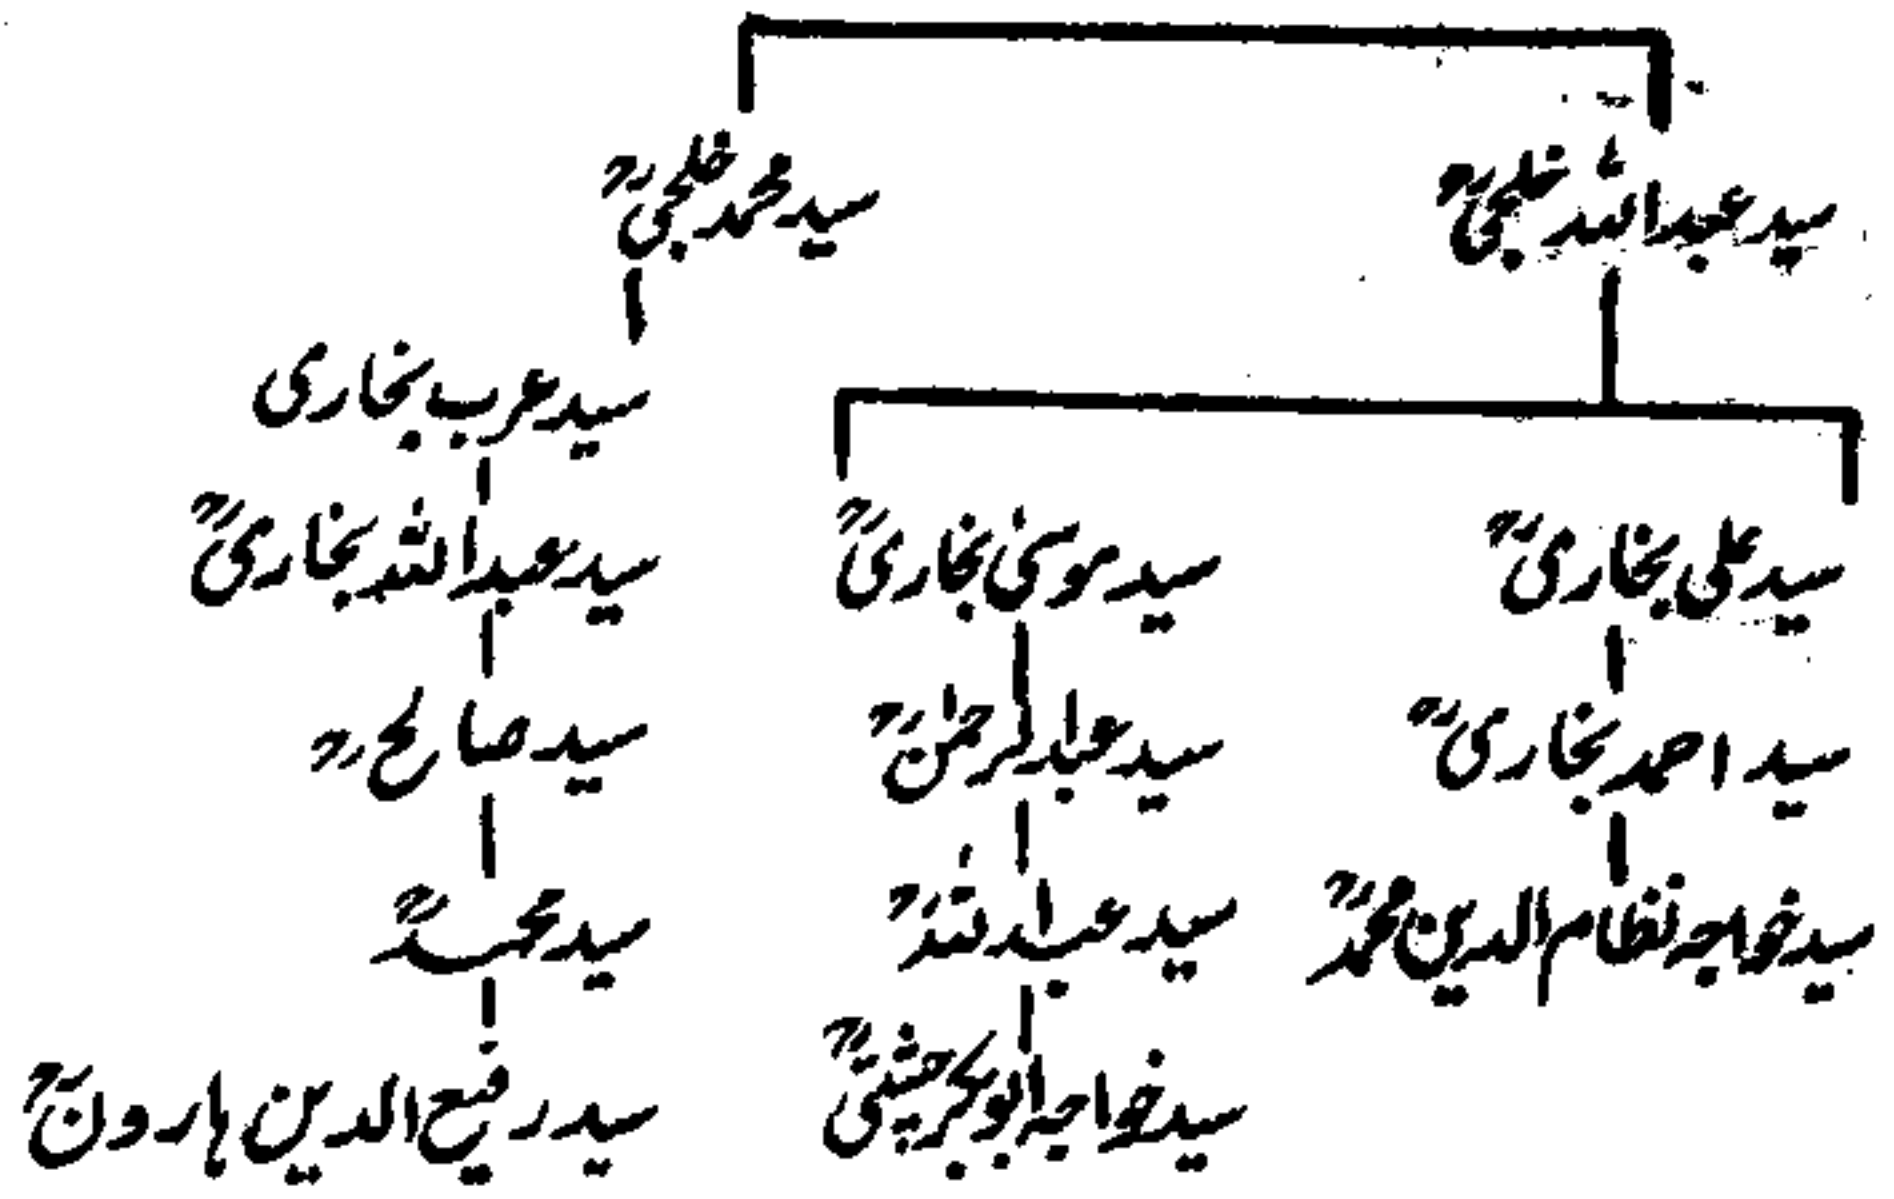 سید عبداللہ خلجیؒ
سید محمد خلجیؒ
سید علی بخاریؒ
سید موسیٰ بخاریؒ
سید عرب بخاری
سید احمد بخاریؒ
سید عبدالرحمٰنؒ
سید عبداللہ بخاریؒ
سید خواجہ نظام الدین محمدؒ
سید عبداللہؒ
سید صالحؒ
سید خواجہ ابوبکر چشتیؒ
سید محمدؒ
سید رفیع الدین ہارونؒ